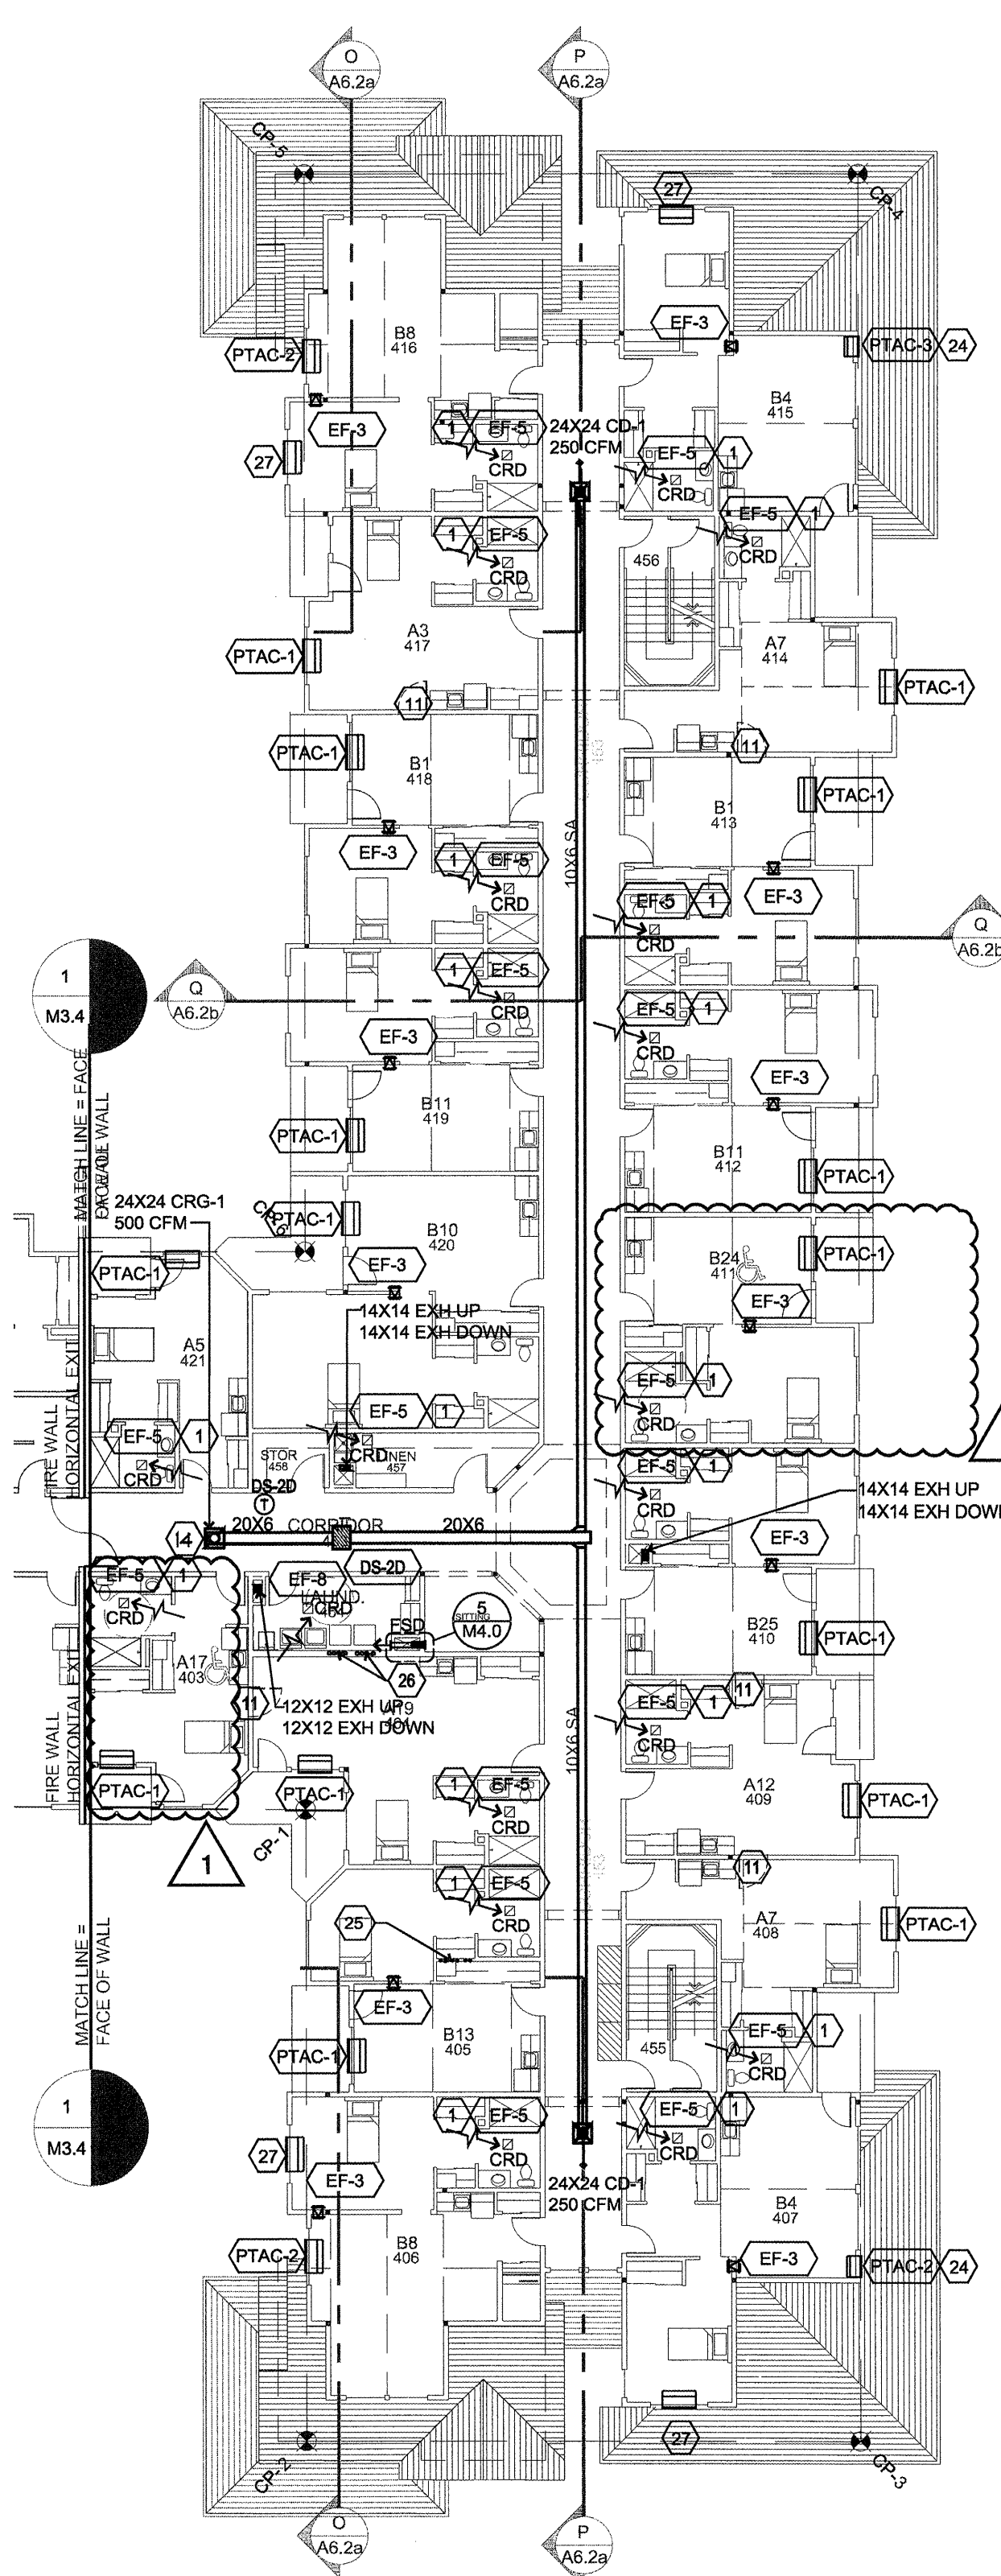 O
A6.2a
P
A6.2a
CP-5
CP-4
27
EF-3
B8
416
PTAC-2
PTAC-3
24
B4
415
EF-3
1
EF-5
24X24 CD-1
250 CFM
27
CRD
EF-5
1
CRD
EF-5
1
CRD
1
EF-5
CRD
456
A3
417
A7
414
PTAC-1
PTAC-1
11
11
PTAC-1
B1
418
B1
413
PTAC-1
10X6 SA
EF-3
1
EF-5
CRD
EF-5
1
EF-3
CRD
Q
A6.2b
1
M3.4
Q
A6.2b
1
EF-5
CRD
EF-5
1
CRD
EF-3
EF-3
MATCH LINE = FACE
FACE OF WALL
B11
419
PTAC-1
B11
412
PTAC-1
24X24 CRG-1
500 CFM
CP-6
PTAC-1
B10
420
EF-3
PTAC-1
B24
411
PTAC-1
EF-3
14X14 EXH UP
14X14 EXH DOWN
A5
421
EF-5
1
CRD
FIRE WALL
HORIZONTAL EXIT
EF-5
1
CRD
EF-5
1
CRD
STOR
458
LINEN
457
EF-5
1
CRD
DS-2D
T
14X14 EXH UP
14X14 EXH DOWN
14
20X6
CORRIDOR
20X6
EF-3
EF-5
1
CRD
EF-8
DS-2D
LAUND.
CRD
FSD
5
SITTING
M4.0
A17
403
26
B25
410
PTAC-1
11
12X12 EXH UP
12X12 EXH DOWN
A19
404
EF-5
1
11
CRD
FIRE WALL
HORIZONTAL EXIT
10X6 SA
PTAC-1
PTAC-1
1
EF-5
CRD
A12
409
PTAC-1
1
CP-1
11
1
EF-5
CRD
25
A7
408
PTAC-1
MATCH LINE =
FACE OF WALL
EF-3
B13
405
PTAC-1
455
EF-5
1
CRD
1
M3.4
27
1
EF-5
CRD
EF-5
1
CRD
EF-3
24X24 CD-1
250 CFM
B4
407
PTAC-2
B8
406
EF-3
PTAC-2
24
27
CP-2
CP-3
O
A6.2a
P
A6.2a